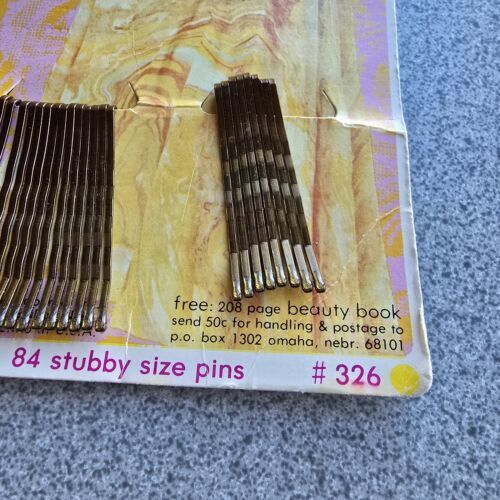 free: 208 page beauty book
send 50c for handling & postage to
p.o. box 1302 omaha, nebr. 68101
84 stubby size pins # 326